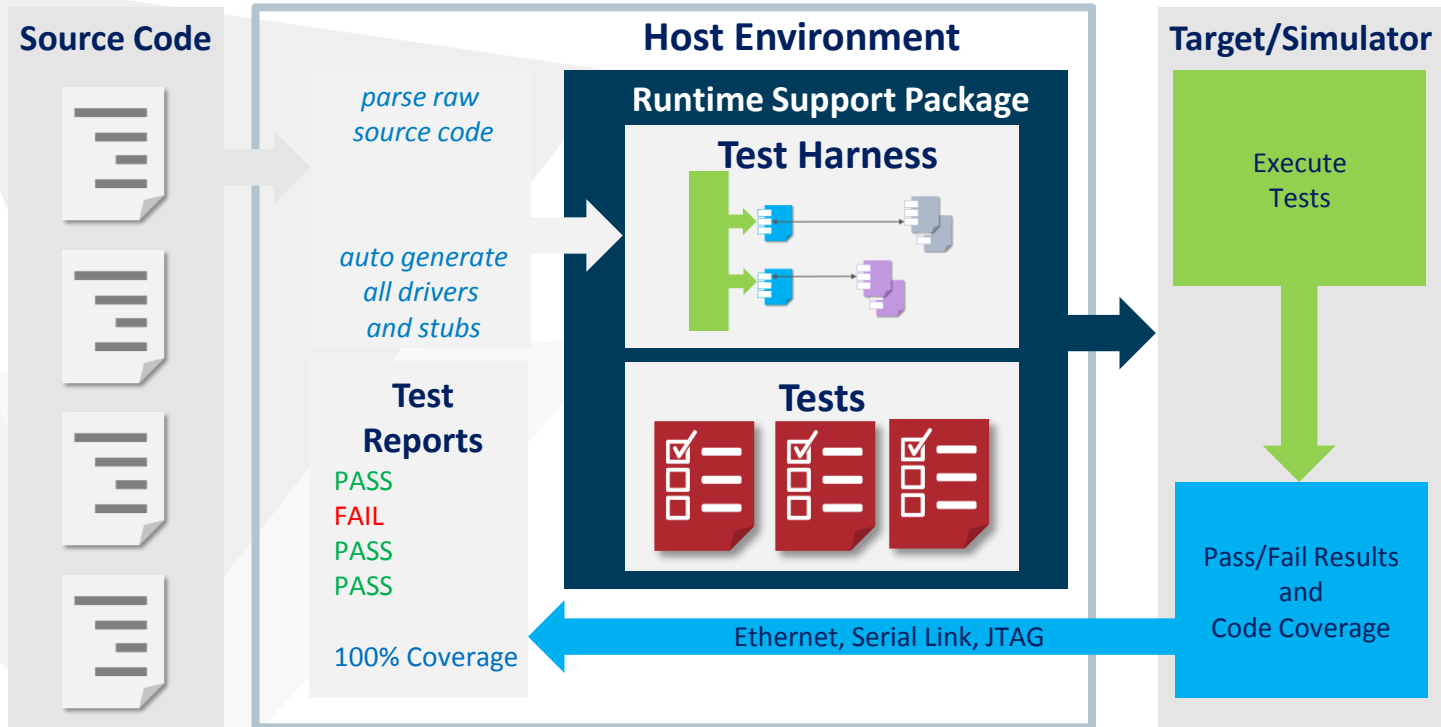 Source Code
Host Environment
parse raw
source code
auto generate
all drivers
and stubs
Runtime Support Package
Test Harness
Tests
Test
Reports
PASS
FAIL
PASS
PASS
100% Coverage
Ethernet, Serial Link, JTAG
Target/Simulator
Execute
Tests
Pass/Fail Results
and
Code Coverage